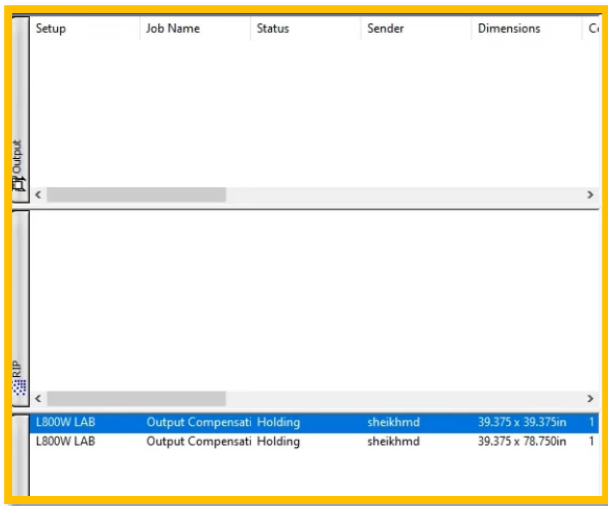 Setup Job Name Status Sender Dimensions
Output
RIP
L800W LAB Output Compensati Holding sheikhmd 39.375 x 39.375in 1
L800W LAB Output Compensati Holding sheikhmd 39.375 x 78.750in 1